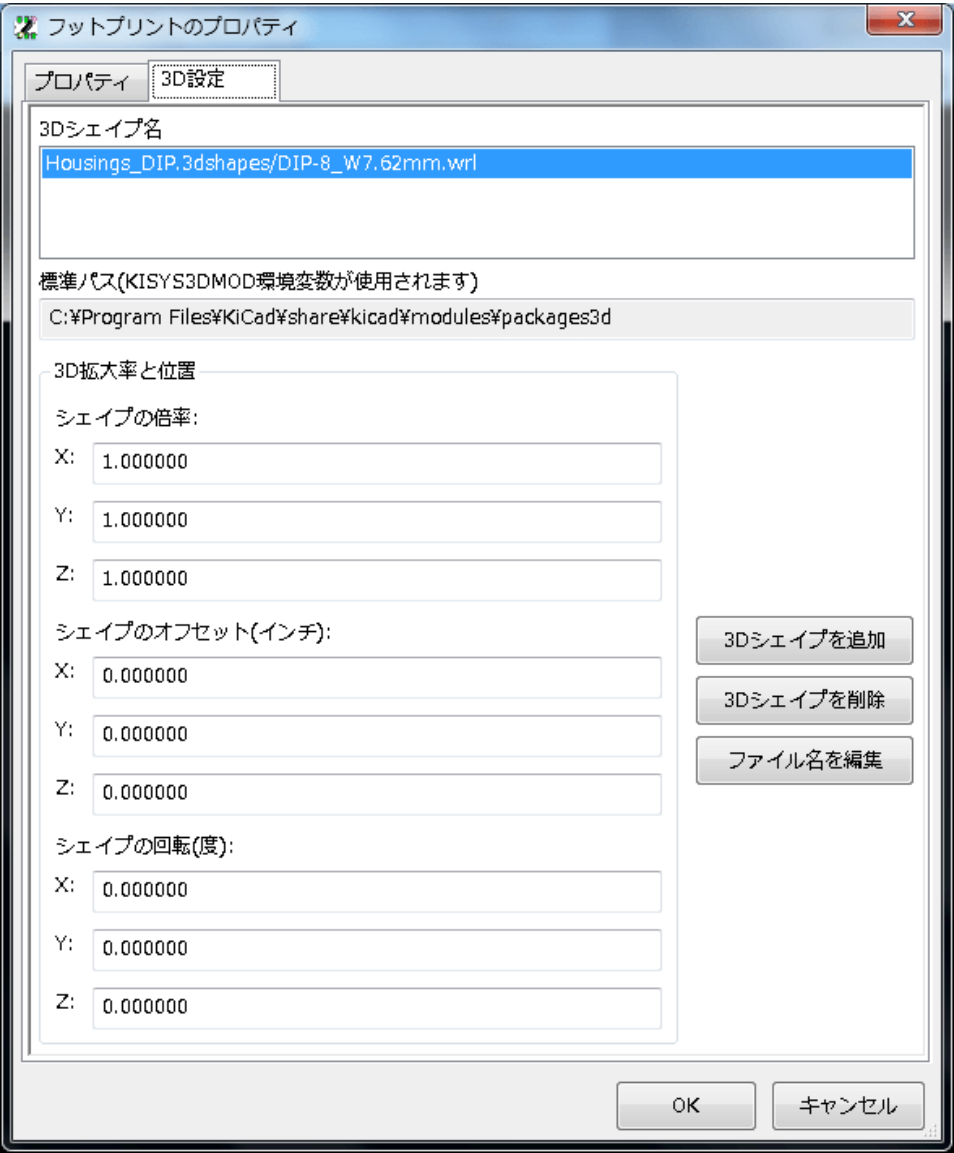 フットプリントのプロパティ
プロパティ 3D設定
3Dシェイプ名
Housings_DIP.3dshapes/DIP-8_W7.62mm.wrl
標準パス(KISYS3DMOD環境変数が使用されます)
C:¥Program Files¥KiCad¥share¥kicad¥modules¥packages3d
3D拡大率と位置
シェイプの倍率:
X: 1.000000
Y: 1.000000
Z: 1.000000
シェイプのオフセット(インチ):
X: 0.000000
Y: 0.000000
Z: 0.000000
シェイプの回転(度):
X: 0.000000
Y: 0.000000
Z: 0.000000
3Dシェイプを追加
3Dシェイプを削除
ファイル名を編集
OK キャンセル